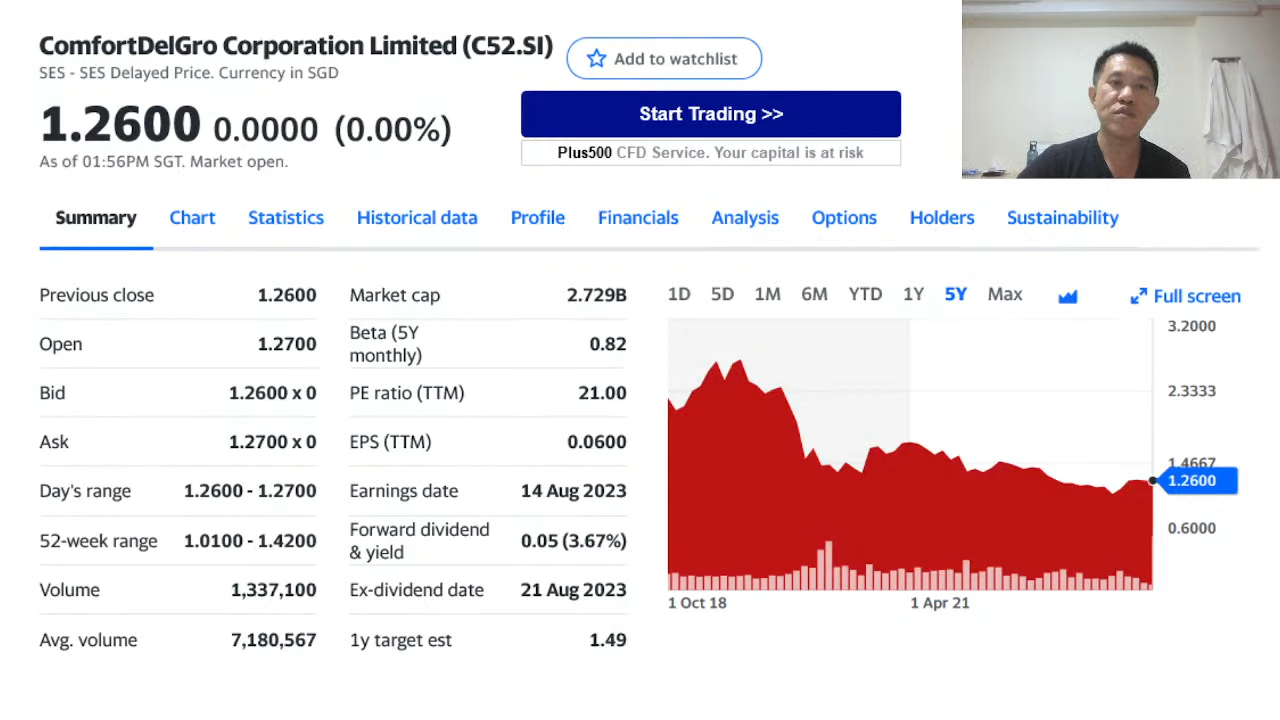 ComfortDelGro Corporation Limited (C52.SI)
Add to watchlist
SES - SES Delayed Price. Currency in SGD
1.2600 0.0000 (0.00%)
As of 01:56PM SGT. Market open.
Start Trading >>
Plus500 CFD Service. Your capital is at risk
Summary Chart Statistics Historical data Profile Financials Analysis Options Holders Sustainability
Previous close 1.2600
Open 1.2700
Bid 1.2600 x 0
Ask 1.2700 x 0
Day's range 1.2600 - 1.2700
52-week range 1.0100 - 1.4200
Volume 1,337,100
Avg. volume 7,180,567
Market cap 2.729B
Beta (5Y
monthly) 0.82
PE ratio (TTM) 21.00
EPS (TTM) 0.0600
Earnings date 14 Aug 2023
Forward dividend
& yield 0.05 (3.67%)
Ex-dividend date 21 Aug 2023
1y target est 1.49
1D 5D 1M 6M YTD 1Y 5Y Max Full screen
3.2000
2.3333
1.4667
1.2600
0.6000
1 Oct 18 1 Apr 21